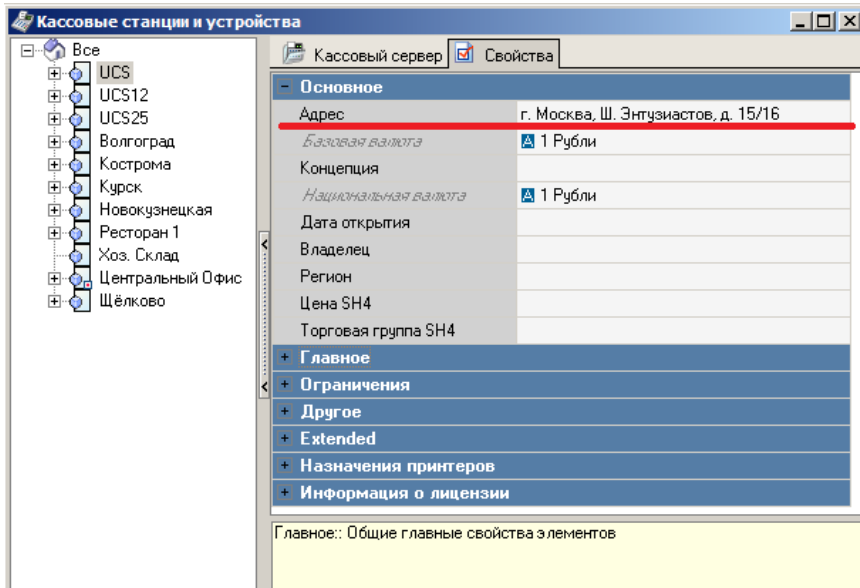 Кассовые станции и устройства
Все
UCS
UCS12
UCS25
Волгоград
Кострома
Курск
Новокузнецкая
Ресторан 1
Хоз. Склад
Центральный Офис
Щёлково
Кассовый сервер Свойства
Основное
Адрес г. Москва, Ш. Энтузиастов, д. 15/16
Базовая валюта 1 Рубли
Концепция
Национальная валюта 1 Рубли
Дата открытия
Владелец
Регион
Цена SH4
Торговая группа SH4
Главное
Ограничения
Другое
Extended
Назначения принтеров
Информация о лицензии
Главное:: Общие главные свойства элементов